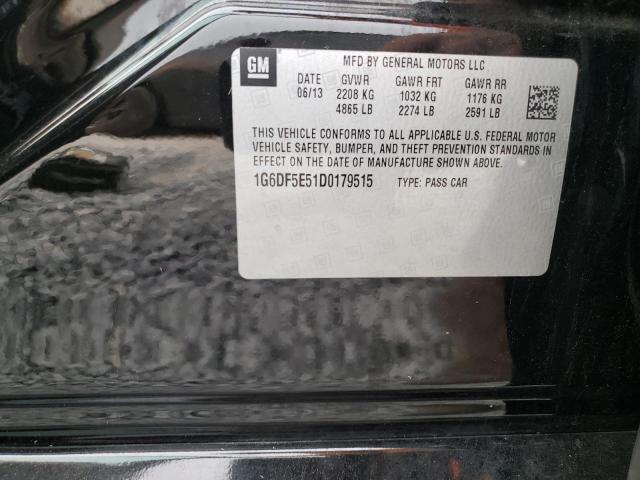 GM
MFD BY GENERAL MOTORS LLC
DATE GVWR GAWR FRT GAWR RR
06/13 2208 KG 1032 KG 1176 KG
4865 LB 2274 LB 2591 LB
THIS VEHICLE CONFORMS TO ALL APPLICABLE U.S. FEDERAL MOTOR
VEHICLE SAFETY, BUMPER, AND THEFT PREVENTION STANDARDS
IN EFFECT ON THE DATE OF MANUFACTURE SHOWN ABOVE.
1G6DF5E51D0179515 TYPE: PASS CAR